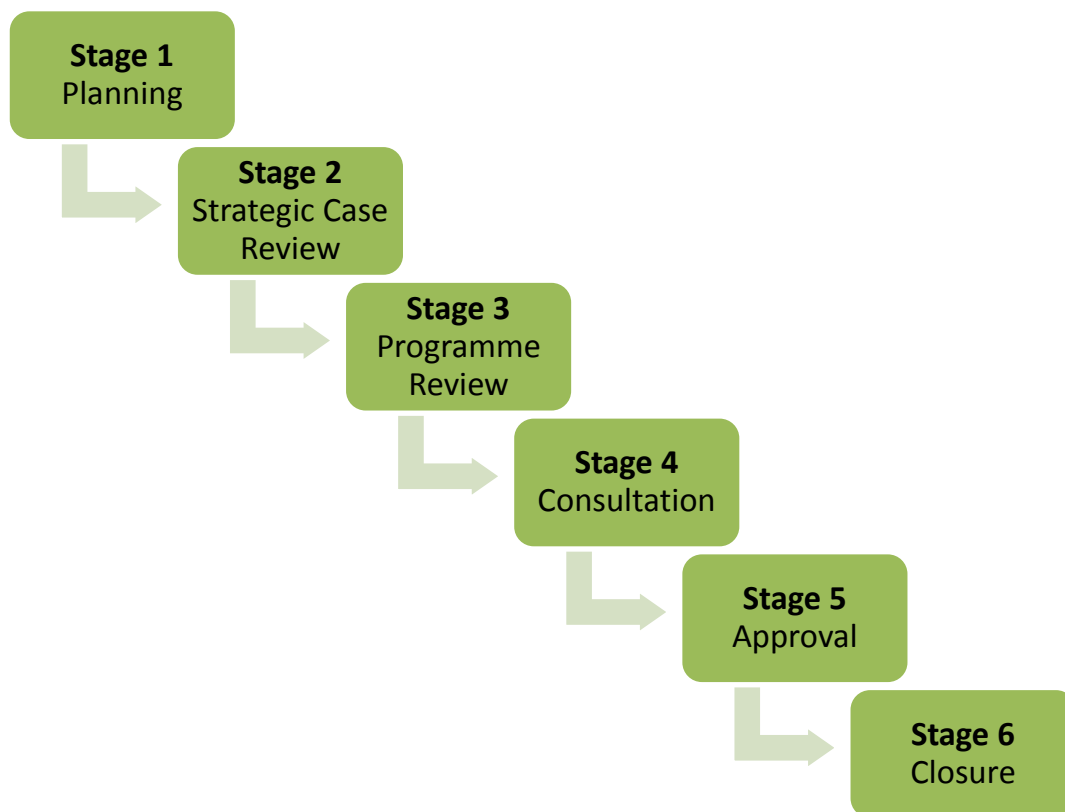 Stage 1
Planning
Stage 2
Strategic Case
Review
Stage 3
Programme
Review
Stage 4
Consultation
Stage 5
Approval
Stage 6
Closure